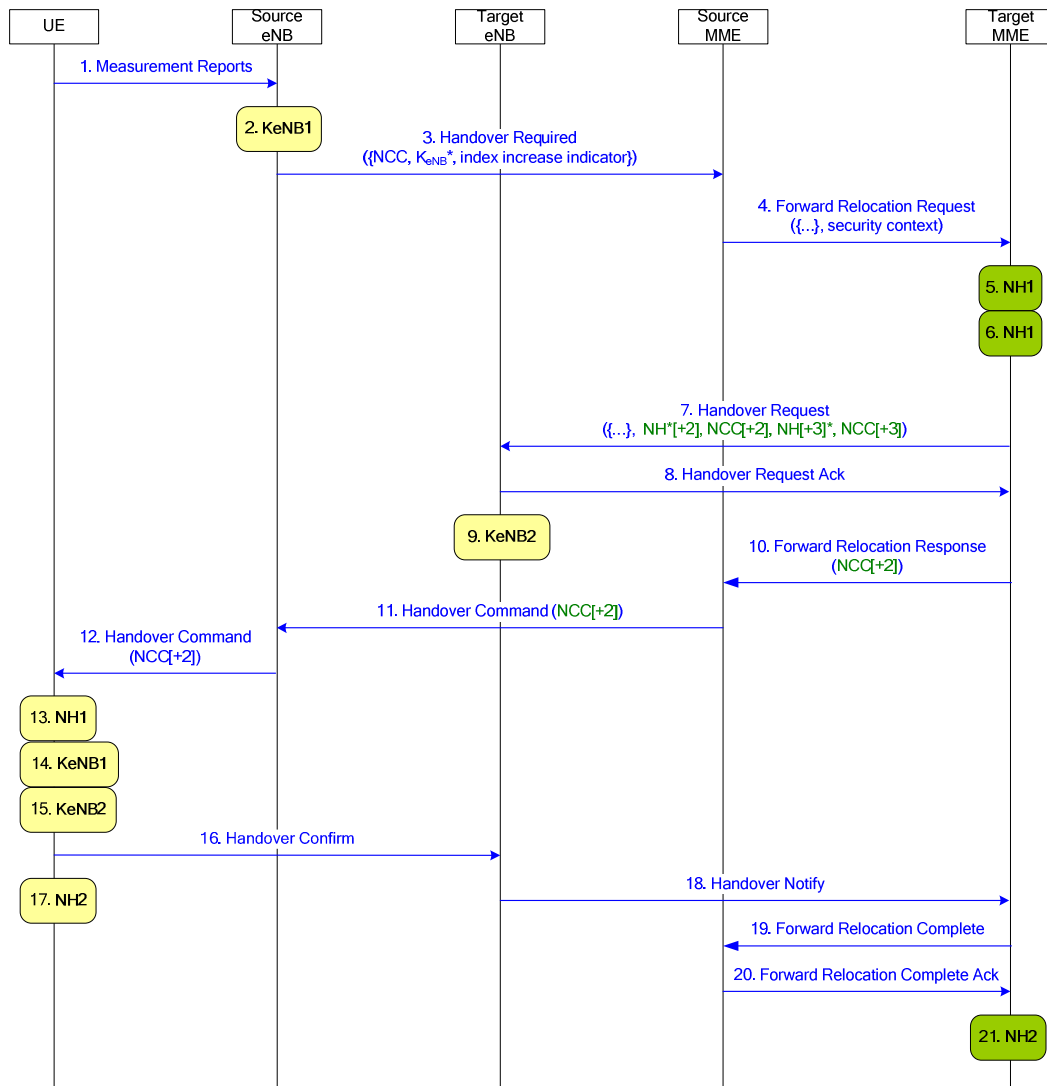 UE
Source
eNB
Target
eNB
Source
MME
Target
MME
1. Measurement Reports
2. KeNB1
3. Handover Required
({NCC, KeNB*, index increase indicator})
4. Forward Relocation Request
({...}, security context)
5. NH1
6. NH1
7. Handover Request
({...}, NH*[+2], NCC[+2], NH[+3]*, NCC[+3])
8. Handover Request Ack
9. KeNB2
10. Forward Relocation Response
(NCC[+2])
11. Handover Command (NCC[+2])
12. Handover Command
(NCC[+2])
13. NH1
14. KeNB1
15. KeNB2
16. Handover Confirm
17. NH2
18. Handover Notify
19. Forward Relocation Complete
20. Forward Relocation Complete Ack
21. NH2